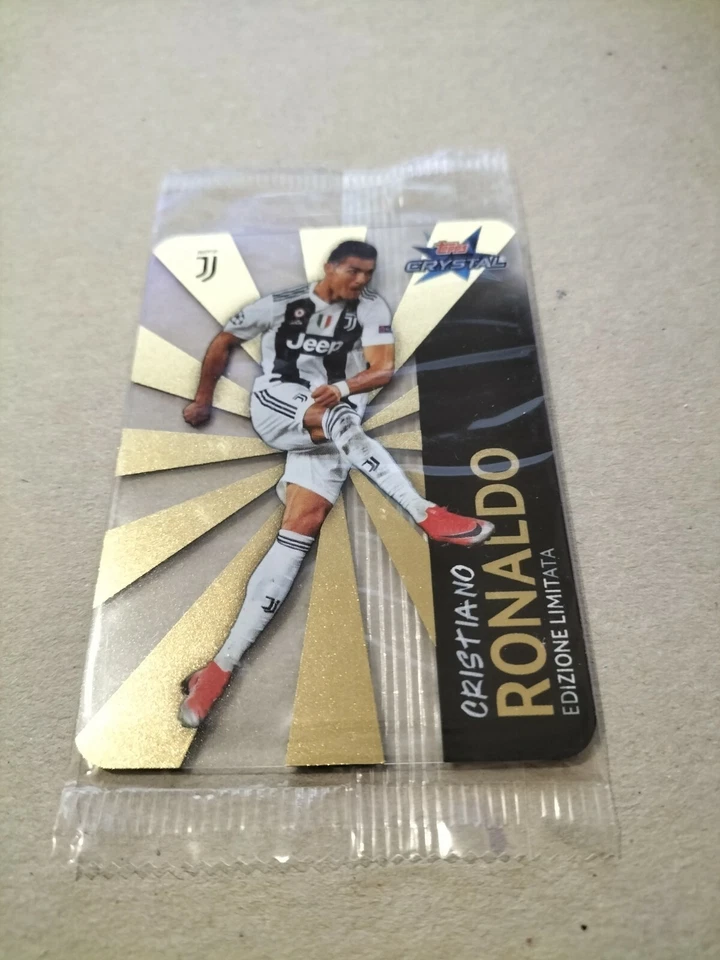 Topps
CRYSTAL
Jeep
CRISTIANO
RONALDO
EDIZIONE LIMITATA